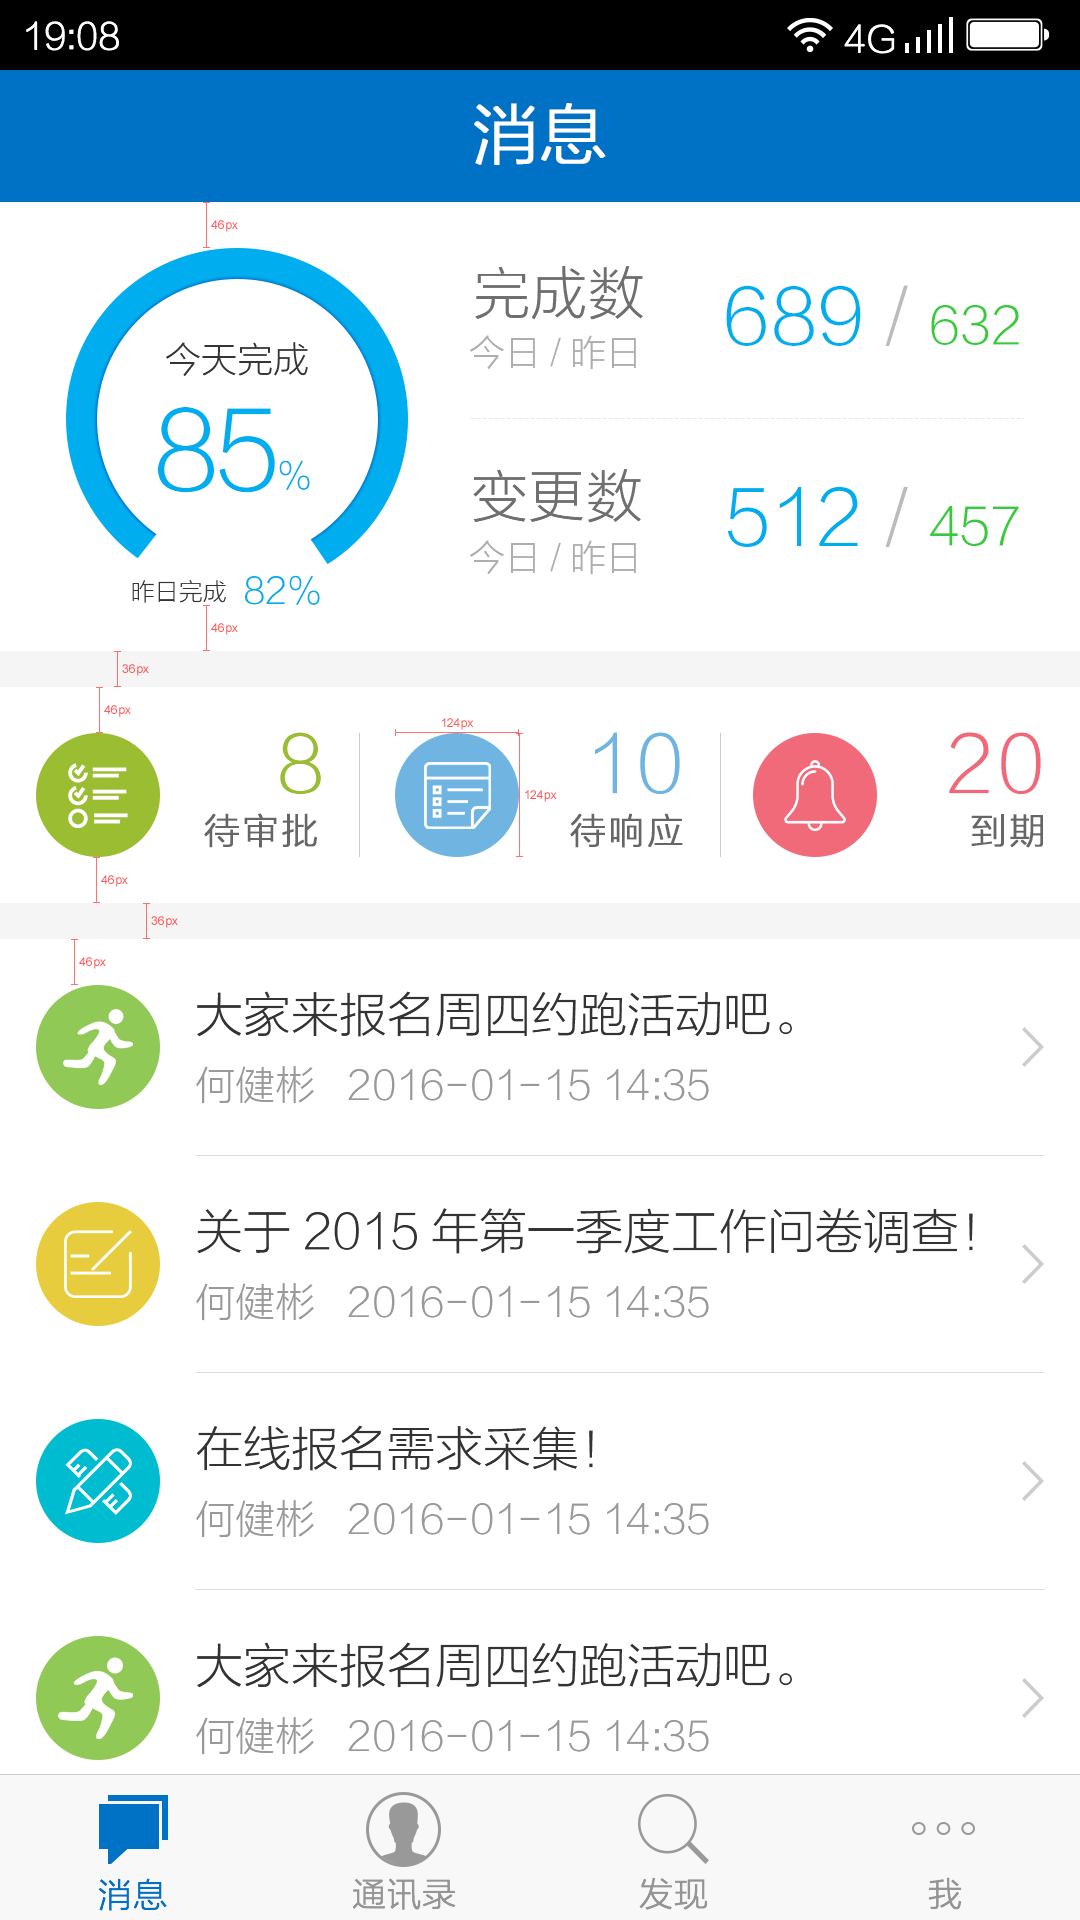 19:08 4G
消息
46px
完成数 689 / 632
今日 / 昨日
今天完成
85%
变更数 512 / 457
今日 / 昨日
昨日完成 82%
46px
36px
46px
124px
8 10 20
124px
待审批 待响应 到期
46px
36px
46px
大家来报名周四约跑活动吧。
何健彬 2016-01-15 14:35
关于 2015 年第一季度工作问卷调查!
何健彬 2016-01-15 14:35
在线报名需求采集!
何健彬 2016-01-15 14:35
大家来报名周四约跑活动吧。
何健彬 2016-01-15 14:35
消息 通讯录 发现 我